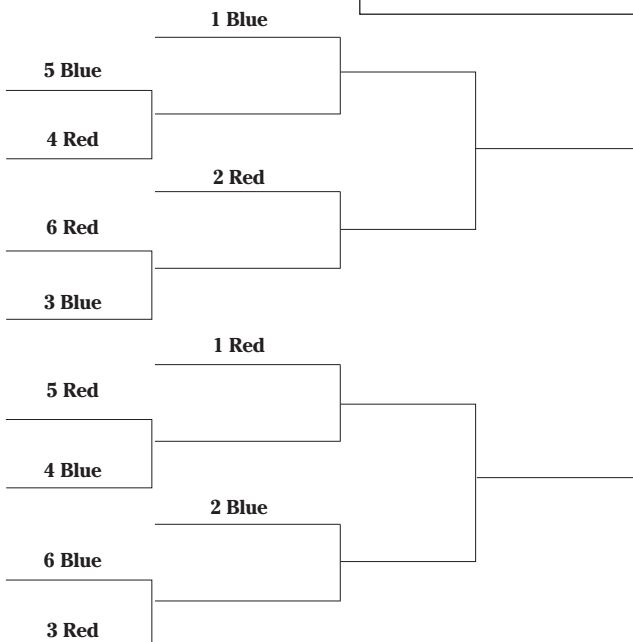 1 Blue
5 Blue
4 Red
2 Red
6 Red
3 Blue
1 Red
5 Red
4 Blue
2 Blue
6 Blue
3 Red